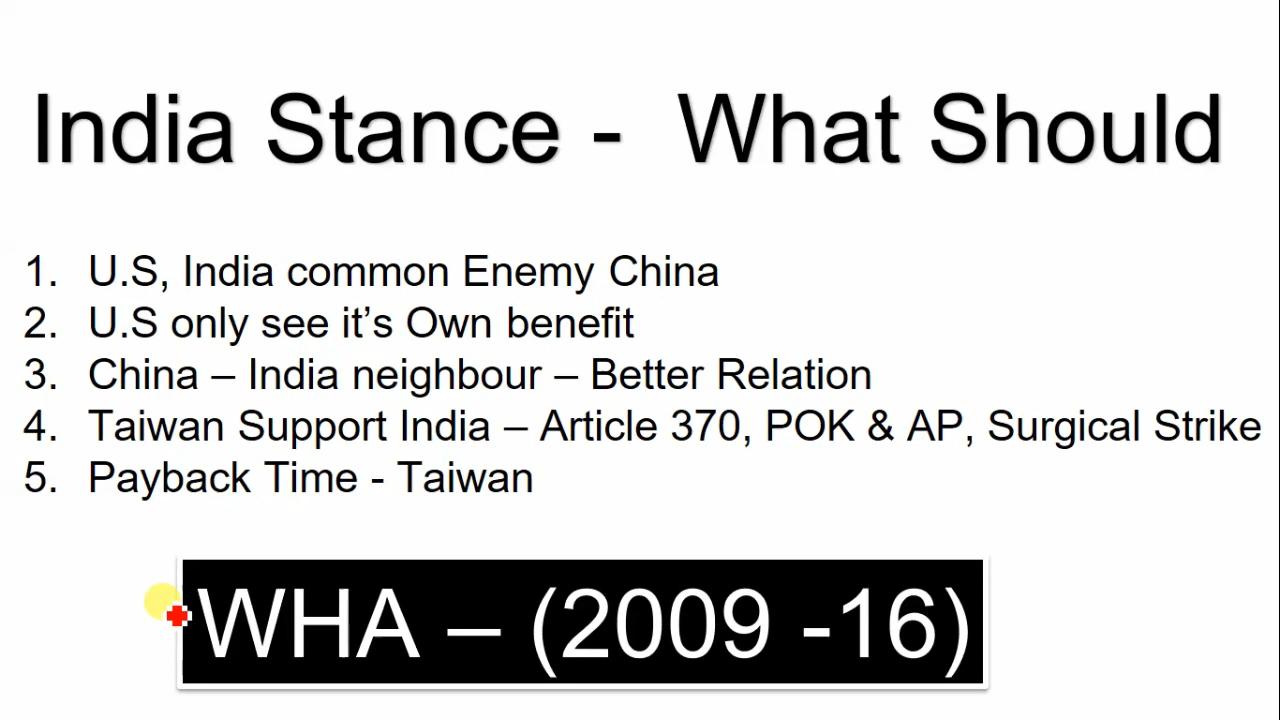 India Stance -  What Should
1. U.S, India common Enemy China
2. U.S only see it’s Own benefit
3. China – India neighbour – Better Relation
4. Taiwan Support India – Article 370, POK & AP, Surgical Strike
5. Payback Time - Taiwan
WHA – (2009 -16)